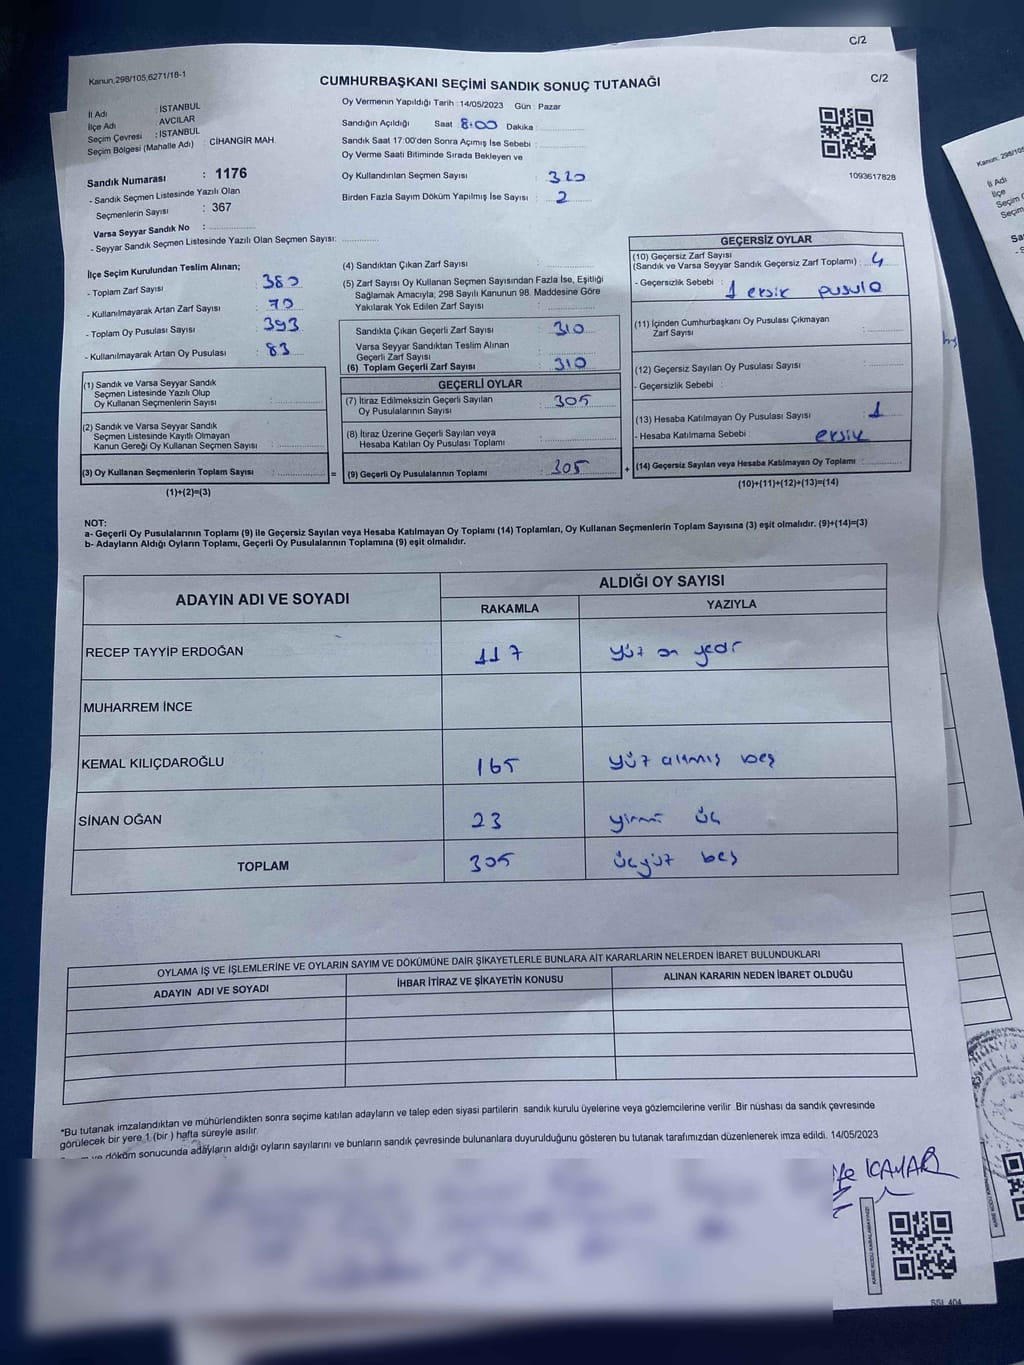 C/2
Kanun,298/105,6271/18-1
CUMHURBAŞKANI SEÇİMİ SANDIK SONUÇ TUTANAĞI
C/2
İl Adı : İSTANBUL
İlçe Adı : AVCILAR
Seçim Çevresi : İSTANBUL
Seçim Bölgesi (Mahalle Adı) : CİHANGİR MAH.
Sandık Numarası : 1176
- Sandık Seçmen Listesinde Yazılı Olan
Seçmenlerin Sayısı : 367
Varsa Seyyar Sandık No :
- Seyyar Sandık Seçmen Listesinde Yazılı Olan Seçmen Sayısı:
Oy Vermenin Yapıldığı Tarih : 14/05/2023 Gün : Pazar
Sandığın Açıldığı Saat 8:00 Dakika :
Sandık Saat 17:00'den Sonra Açımış İse Sebebi :
Oy Verme Saati Bitiminde Sırada Bekleyen ve
Oy Kullandırılan Seçmen Sayısı : 320
Birden Fazla Sayım Döküm Yapılmış İse Sayısı : 2
1093617828
İlçe Seçim Kurulundan Teslim Alınan;
- Toplam Zarf Sayısı : 380
- Kullanılmayarak Artan Zarf Sayısı : 70
- Toplam Oy Pusulası Sayısı : 393
- Kullanılmayarak Artan Oy Pusulası : 83
(1) Sandık ve Varsa Seyyar Sandık
Seçmen Listesinde Yazılı Olup
Oy Kullanan Seçmenlerin Sayısı :
(2) Sandık ve Varsa Seyyar Sandık
Seçmen Listesinde Kayıtlı Olmayan
Kanun Gereği Oy Kullanan Seçmen Sayısı :
(3) Oy Kullanan Seçmenlerin Toplam Sayısı : =
(1)+(2)=(3)
(4) Sandıktan Çıkan Zarf Sayısı :
(5) Zarf Sayısı Oy Kullanan Seçmen Sayısından Fazla İse, Eşitliği
Sağlamak Amacıyla, 298 Sayılı Kanunun 98. Maddesine Göre
Yakılarak Yok Edilen Zarf Sayısı :
Sandıkta Çıkan Geçerli Zarf Sayısı : 310
Varsa Seyyar Sandıktan Teslim Alınan
Geçerli Zarf Sayısı :
(6) Toplam Geçerli Zarf Sayısı : 310
GEÇERLİ OYLAR
(7) İtiraz Edilmeksizin Geçerli Sayılan
Oy Pusulalarının Sayısı : 305
(8) İtiraz Üzerine Geçerli Sayılan veya
Hesaba Katılan Oy Pusulası Toplamı :
(9) Geçerli Oy Pusulalarının Toplamı : 305 +
GEÇERSİZ OYLAR
(10) Geçersiz Zarf Sayısı
(Sandık ve Varsa Seyyar Sandık Geçersiz Zarf Toplamı) : 4
- Geçersizlik Sebebi : 1 eksik pusula
(11) İçinden Cumhurbaşkanı Oy Pusulası Çıkmayan
Zarf Sayısı :
(12) Geçersiz Sayılan Oy Pusulası Sayısı :
- Geçersizlik Sebebi :
(13) Hesaba Katılmayan Oy Pusulası Sayısı : 1
- Hesaba Katılmama Sebebi : eksik
(14) Geçersiz Sayılan veya Hesaba Katılmayan Oy Toplamı :
(10)+(11)+(12)+(13)=(14)
NOT:
a- Geçerli Oy Pusulalarının Toplamı (9) ile Geçersiz Sayılan veya Hesaba Katılmayan Oy Toplamı (14) Toplamları, Oy Kullanan Seçmenlerin Toplam Sayısına (3) eşit olmalıdır. (9)+(14)=(3)
b- Adayların Aldığı Oyların Toplamı, Geçerli Oy Pusulalarının Toplamına (9) eşit olmalıdır.
ADAYIN ADI VE SOYADI ALDIĞI OY SAYISI
RAKAMLA YAZIYLA
RECEP TAYYİP ERDOĞAN 117 yüz on yedi
MUHARREM İNCE
KEMAL KILIÇDAROĞLU 165 yüz altmış beş
SİNAN OĞAN 23 yirmi üç
TOPLAM 305 üçyüz beş
OYLAMA İŞ VE İŞLEMLERİNE VE OYLARIN SAYIM VE DÖKÜMÜNE DAİR ŞİKAYETLERLE BUNLARA AİT KARARLARIN NELERDEN İBARET BULUNDUKLARI
ADAYIN ADI VE SOYADI İHBAR İTİRAZ VE ŞİKAYETİN KONUSU ALINAN KARARIN NEDEN İBARET OLDUĞU
*Bu tutanak imzalandıktan ve mühürlendikten sonra seçime katılan adayların ve talep eden siyasi partilerin sandık kurulu üyelerine veya gözlemcilerine verilir .Bir nüshası da sandık çevresinde
görülecek bir yere 1 (bir ) hafta süreyle asılır.
ve döküm sonucunda adayların aldığı oyların sayılarını ve bunların sandık çevresinde bulunanlara duyurulduğunu gösteren bu tutanak tarafımızdan düzenlenerek imza edildi. 14/05/2023
KAYAR
KARE KODU KARALAMAYINIZ!
Kanun, 298/105
İl Adı
İlçe
Seçim